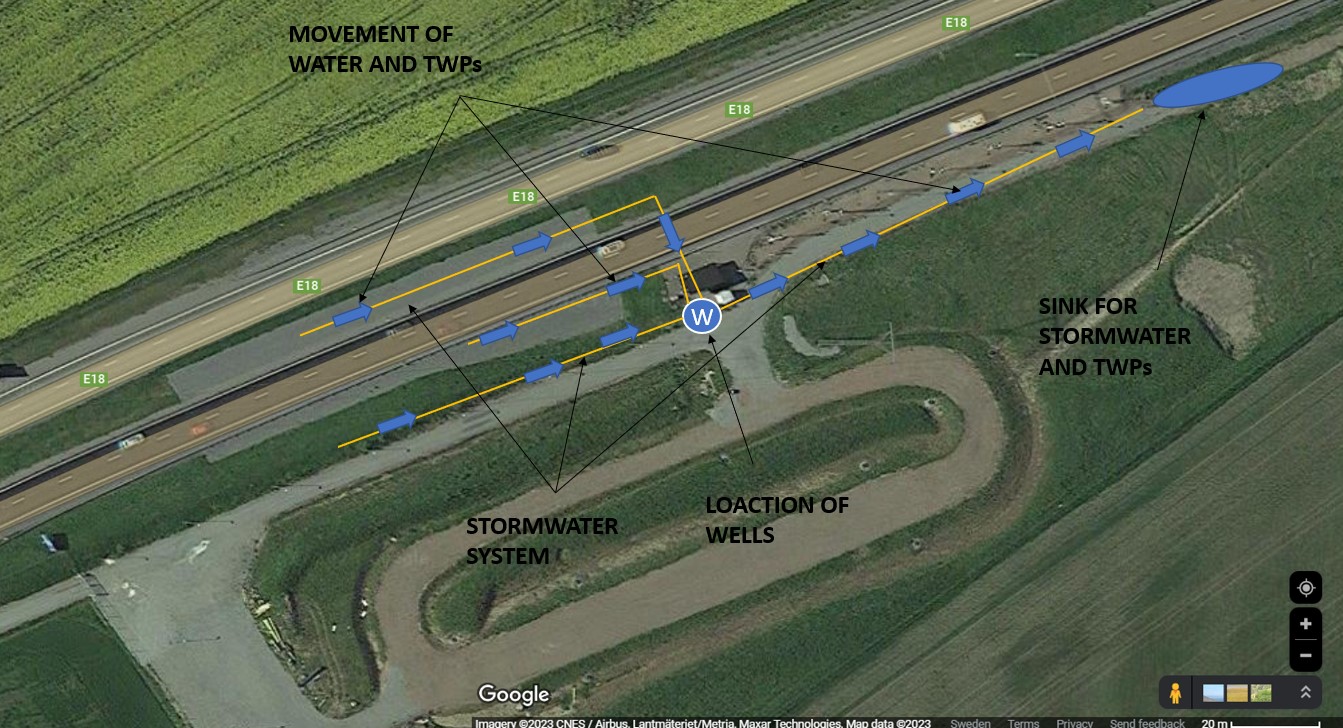 MOVEMENT OF
WATER AND TWPs
E18
E18
E18
E18
E18
W
SINK FOR
STORMWATER
AND TWPs
STORMWATER
SYSTEM
LOACTION OF
WELLS
Google
Imagery ©2023 CNES / Airbus, Lantmäteriet/Metria, Maxar Technologies, Map data ©2023 Sweden Terms Privacy Send feedback 20 m